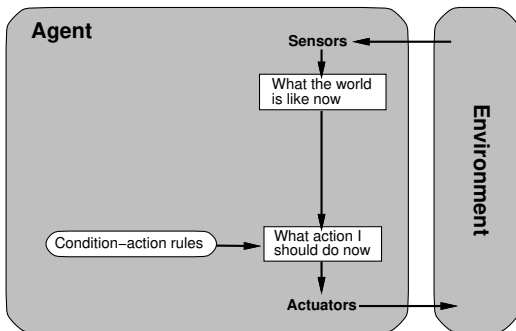 Agent
Sensors
What the world
is like now
Condition−action rules
What action I
should do now
Actuators
Environment